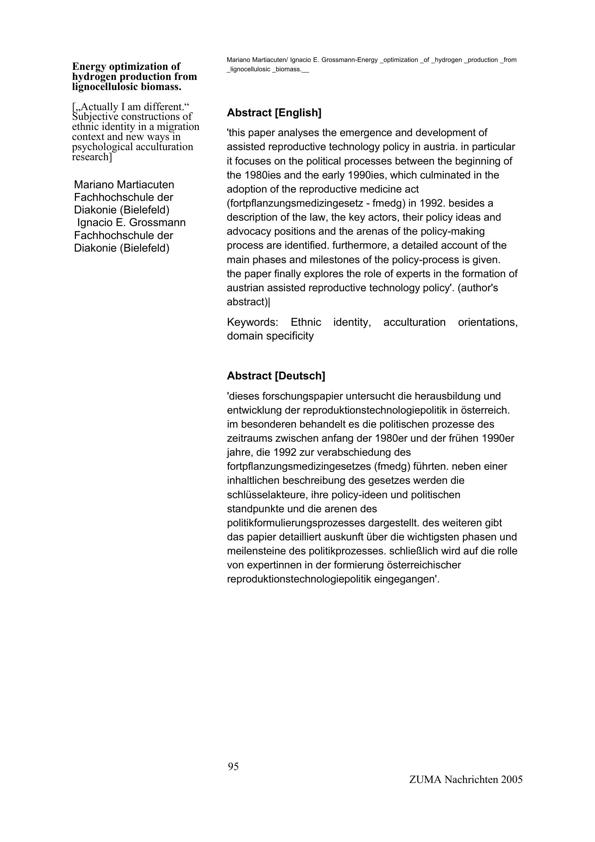 Energy optimization of
hydrogen production from
lignocellulosic biomass.
[„Actually I am different.“
Subjective constructions of
ethnic identity in a migration
context and new ways in
psychological acculturation
research]
Mariano Martiacuten
Fachhochschule der
Diakonie (Bielefeld)
Ignacio E. Grossmann
Fachhochschule der
Diakonie (Bielefeld)
Mariano Martiacuten/ Ignacio E. Grossmann-Energy _optimization _of _hydrogen _production _from
_lignocellulosic _biomass.__
Abstract [English]
'this paper analyses the emergence and development of
assisted reproductive technology policy in austria. in particular
it focuses on the political processes between the beginning of
the 1980ies and the early 1990ies, which culminated in the
adoption of the reproductive medicine act
(fortpflanzungsmedizingesetz - fmedg) in 1992. besides a
description of the law, the key actors, their policy ideas and
advocacy positions and the arenas of the policy-making
process are identified. furthermore, a detailed account of the
main phases and milestones of the policy-process is given.
the paper finally explores the role of experts in the formation of
austrian assisted reproductive technology policy'. (author's
abstract)|
Keywords: Ethnic identity, acculturation orientations,
domain specificity
Abstract [Deutsch]
'dieses forschungspapier untersucht die herausbildung und
entwicklung der reproduktionstechnologiepolitik in österreich.
im besonderen behandelt es die politischen prozesse des
zeitraums zwischen anfang der 1980er und der frühen 1990er
jahre, die 1992 zur verabschiedung des
fortpflanzungsmedizingesetzes (fmedg) führten. neben einer
inhaltlichen beschreibung des gesetzes werden die
schlüsselakteure, ihre policy-ideen und politischen
standpunkte und die arenen des
politikformulierungsprozesses dargestellt. des weiteren gibt
das papier detailliert auskunft über die wichtigsten phasen und
meilensteine des politikprozesses. schließlich wird auf die rolle
von expertinnen in der formierung österreichischer
reproduktionstechnologiepolitik eingegangen'.
95
ZUMA Nachrichten 2005